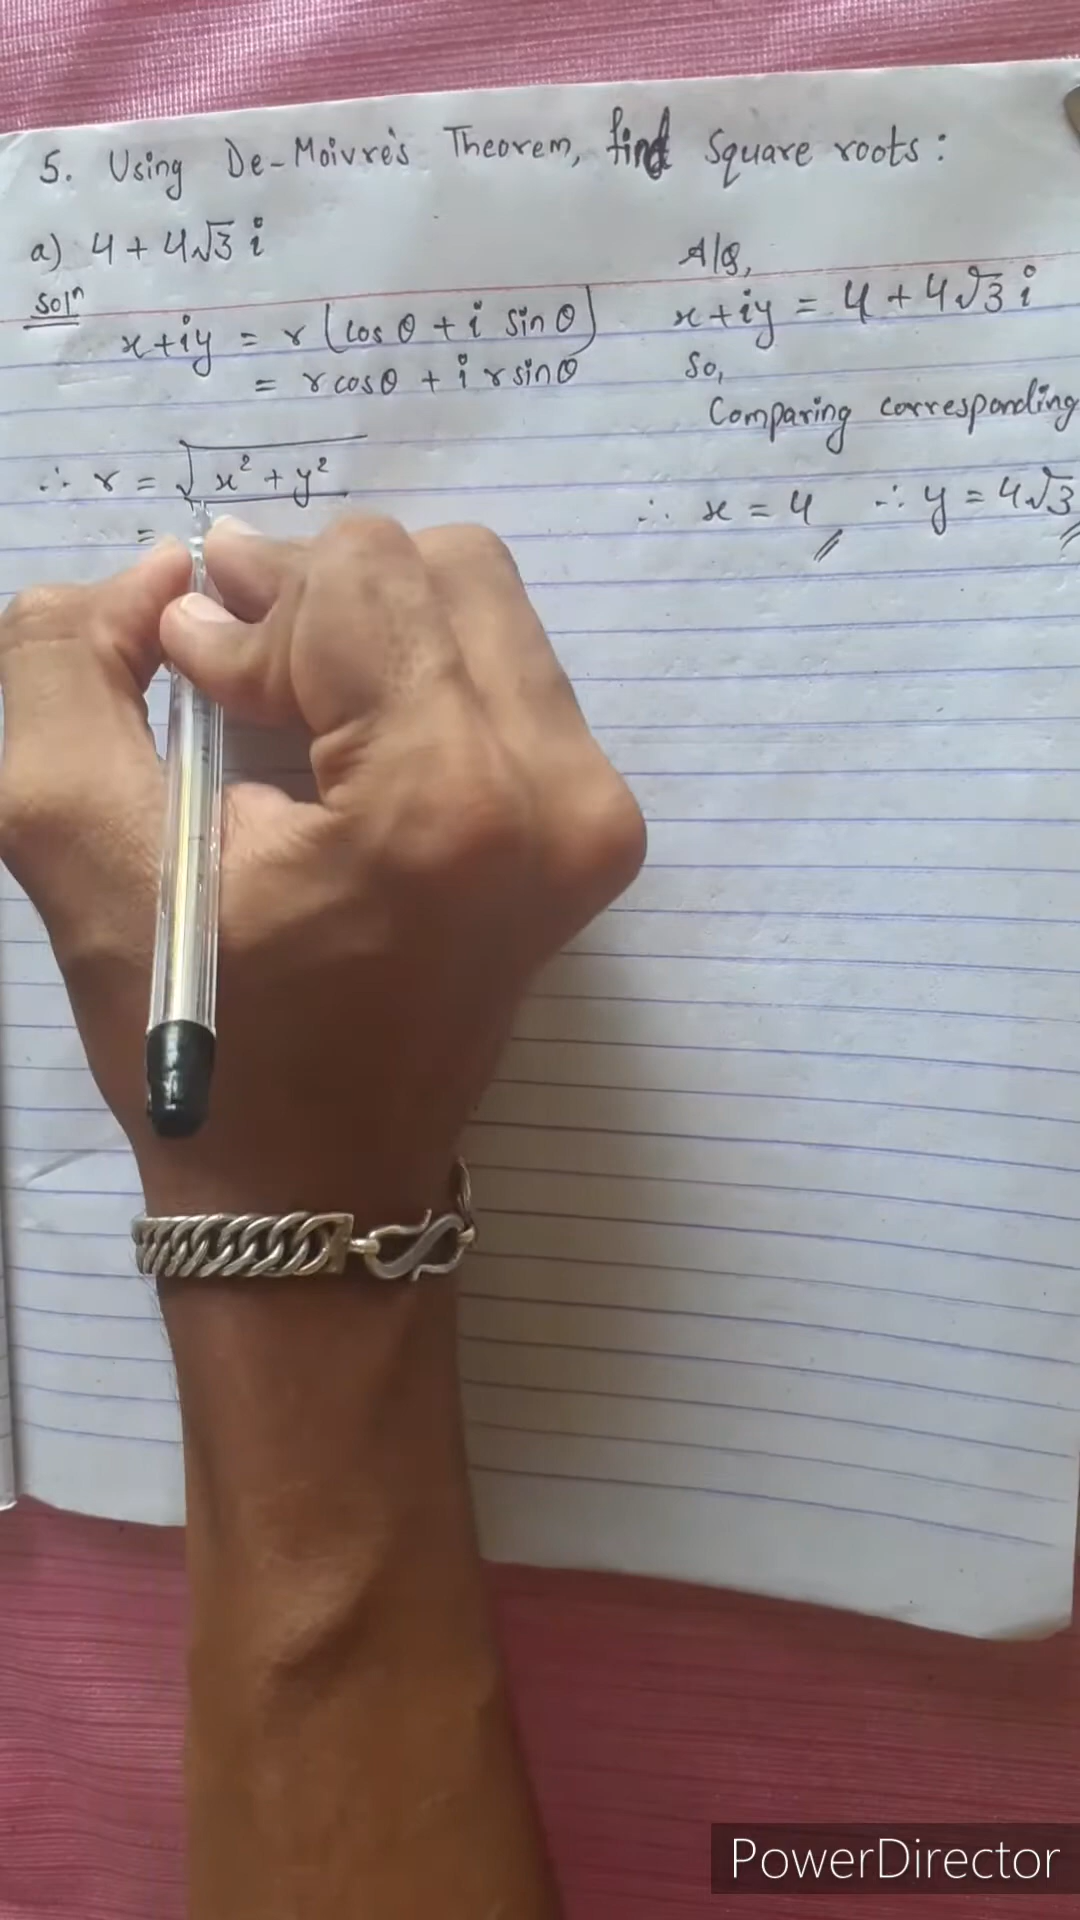 5. Using De-Moivre's Theorem, find Square roots:
a) 4 + 4√3 i
Solⁿ
x+iy = r (cos θ + i sin θ)
= r cos θ + i r sin θ
∴ r = √x² + y²
=
A/Q,
x+iy = 4 + 4√3 i
So,
Comparing corresponding
∴ x = 4 ∴ y = 4√3
PowerDirector